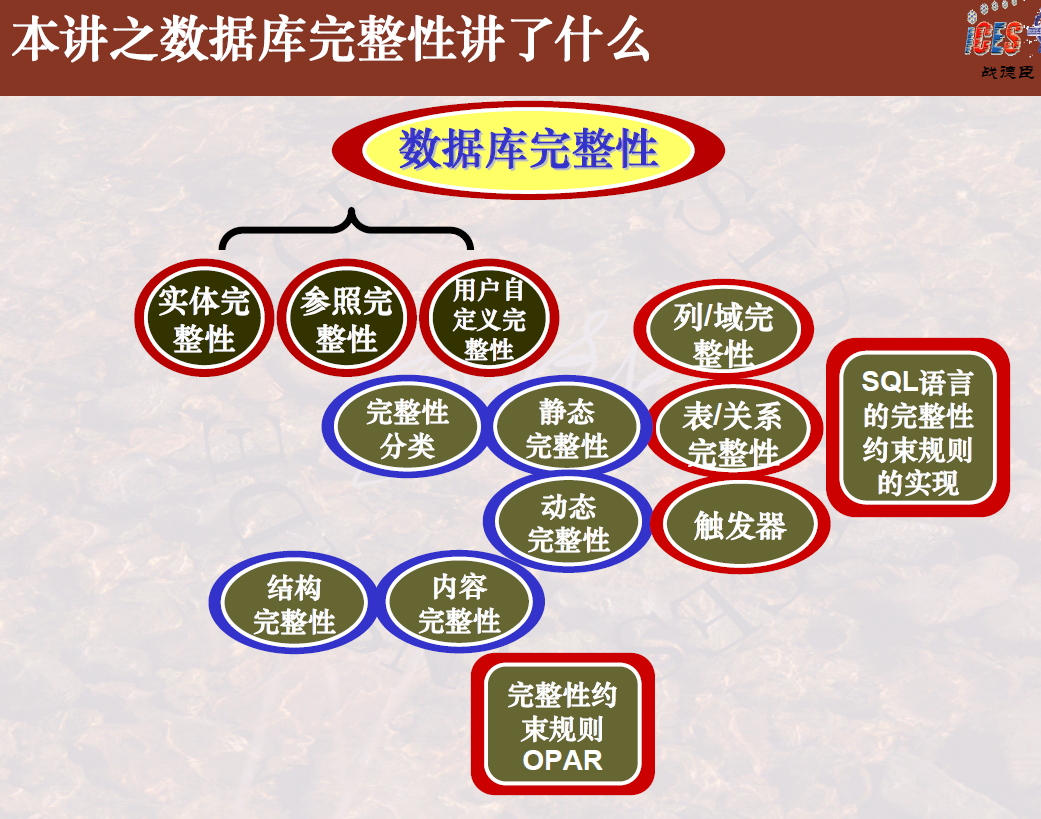 本讲之数据库完整性讲了什么
iCES
战德臣
数据库完整性
实体完
整性
参照完
整性
用户自
定义完
整性
列/域完
整性
SQL语言
的完整性
约束规则
的实现
完整性
分类
静态
完整性
表/关系
完整性
动态
完整性
触发器
结构
完整性
内容
完整性
完整性约
束规则
OPAR